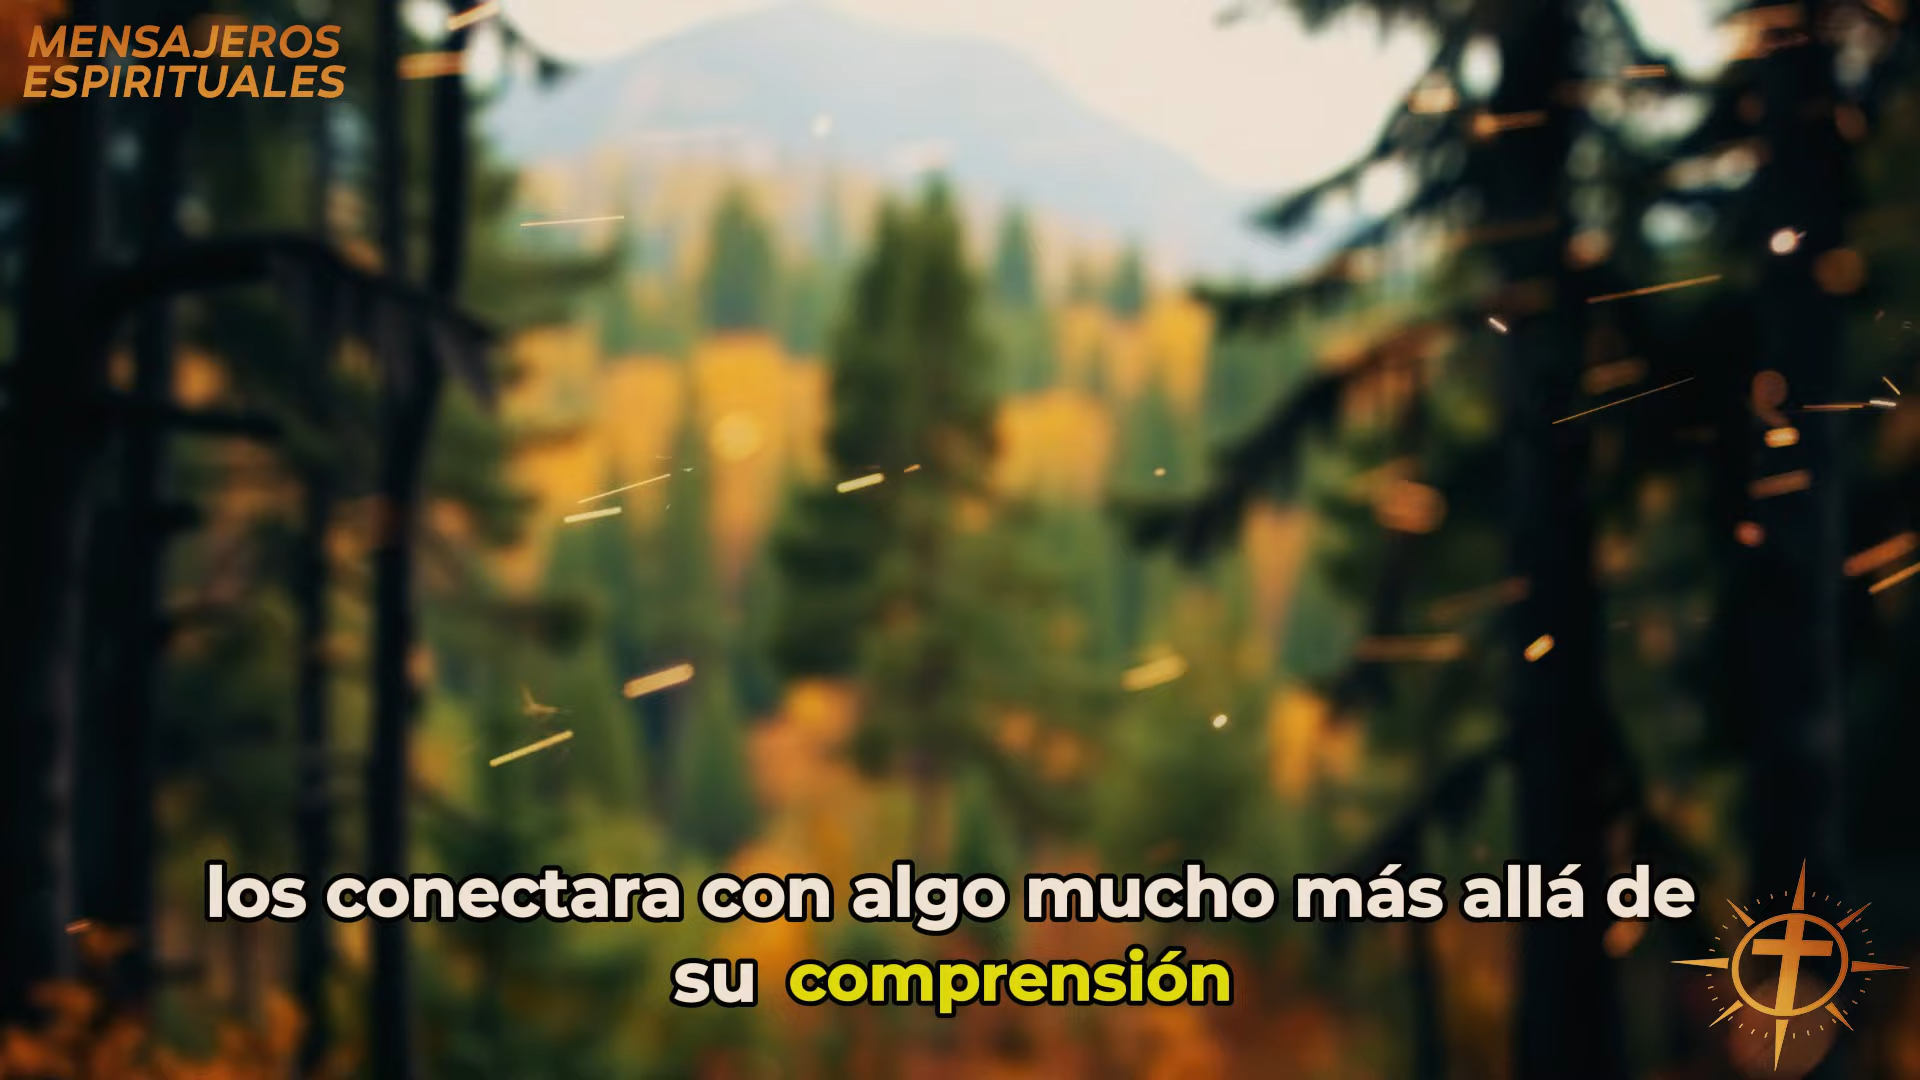 MENSAJEROS
ESPIRITUALES
los conectara con algo mucho más allá de
su comprensión